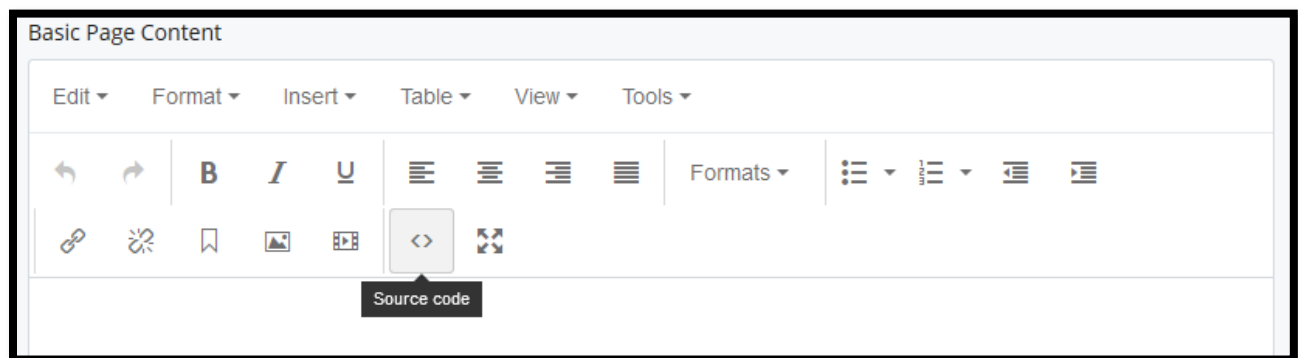 Basic Page Content
Edit Format Insert Table View Tools
B I U Formats
Source code